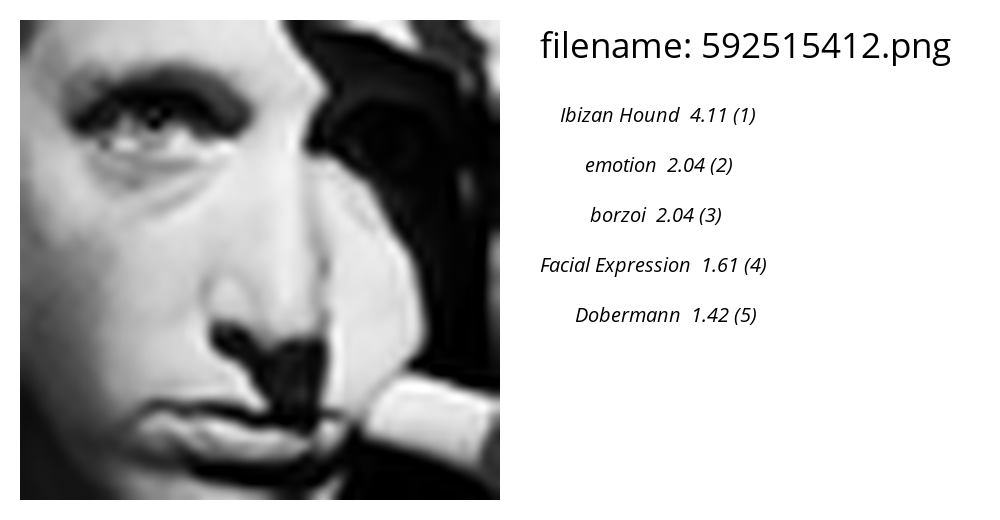 filename: 592515412.png
Ibizan Hound 4.11 (1)
emotion 2.04 (2)
borzoi 2.04 (3)
Facial Expression 1.61 (4)
Dobermann 1.42 (5)